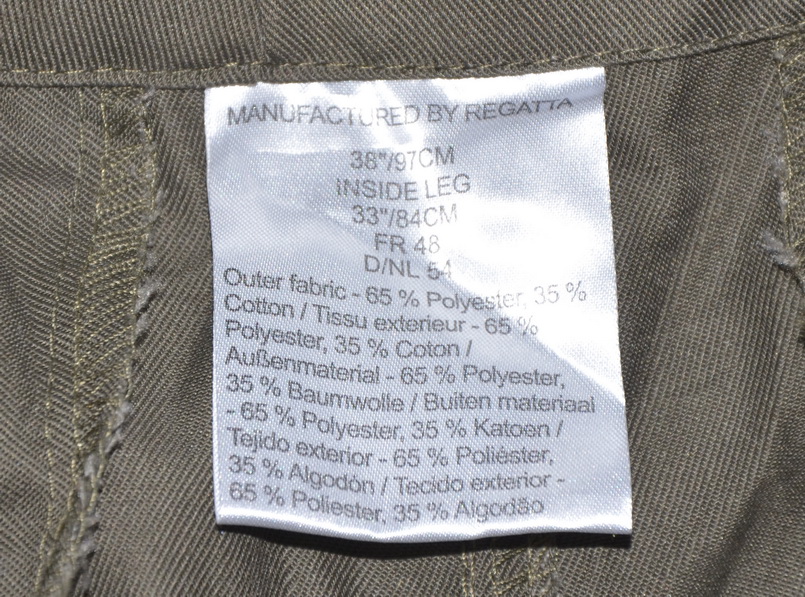 MANUFACTURED BY REGATTA
38"/97CM
INSIDE LEG
33"/84CM
FR 48
D/NL 54
Outer fabric - 65 % Polyester, 35 %
Cotton / Tissu exterieur - 65 %
Polyester, 35 % Coton /
Außenmaterial - 65 % Polyester,
35 % Baumwolle / Buiten materiaal
- 65 % Polyester, 35 % Katoen /
Tejido exterior - 65 % Poliéster,
35 % Algodón / Tecido exterior -
65 % Poliester, 35 % Algodão